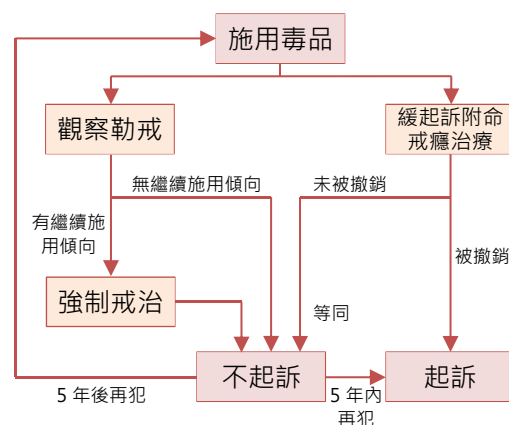 施用毒品
觀察勒戒
緩起訴附命
戒癮治療
無繼續施用傾向
未被撤銷
有繼續施
用傾向
被撤銷
強制戒治
等同
不起訴
起訴
5 年後再犯
5 年內
再犯